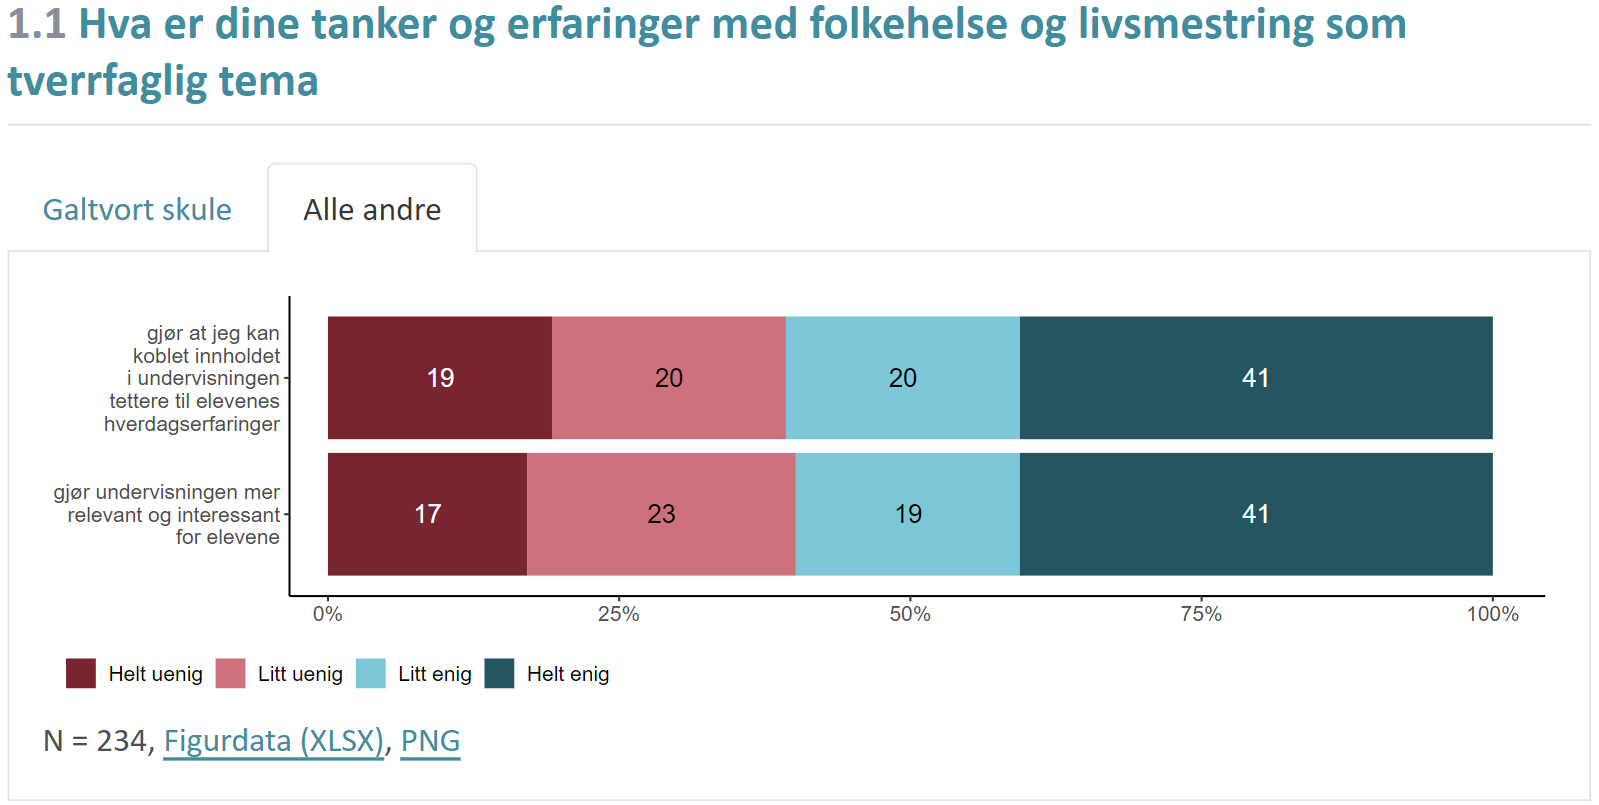 1.1 Hva er dine tanker og erfaringer med folkehelse og livsmestring som
tverrfaglig tema
Galtvort skule
Alle andre
gjør at jeg kan
koblet innholdet
i undervisningen
tettere til elevenes
hverdagserfaringer
19 20 20 41
gjør undervisningen mer
relevant og interessant
for elevene
17 23 19 41
0% 25% 50% 75% 100%
Helt uenig Litt uenig Litt enig Helt enig
N = 234, Figurdata (XLSX), PNG